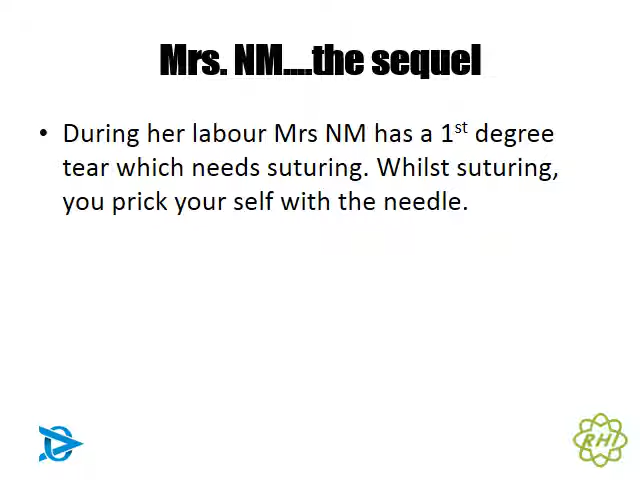 Mrs. NM....the sequel
• During her labour Mrs NM has a 1st degree
tear which needs suturing. Whilst suturing,
you prick your self with the needle.
RHI